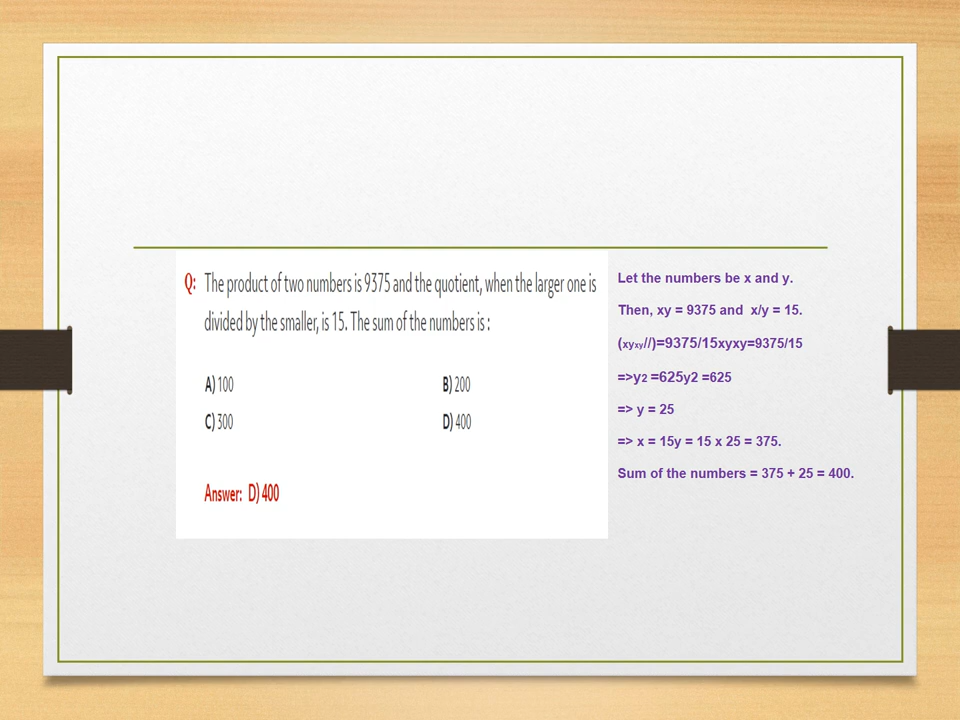 Q: The product of two numbers is 9375 and the quotient, when the larger one is
divided by the smaller, is 15. The sum of the numbers is :
A) 100 B) 200
C) 300 D) 400
Answer: D) 400
Let the numbers be x and y.
Then, xy = 9375 and x/y = 15.
(xyxy//)=9375/15xyxy=9375/15
=>y2 =625y2 =625
=> y = 25
=> x = 15y = 15 x 25 = 375.
Sum of the numbers = 375 + 25 = 400.